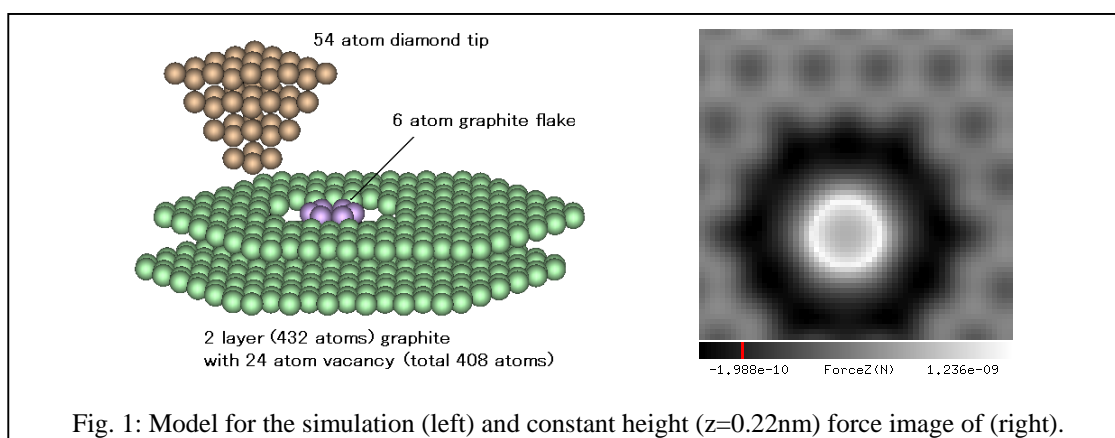 54 atom diamond tip
6 atom graphite flake
2 layer (432 atoms) graphite
with 24 atom vacancy (total 408 atoms)
-1.988e-10 ForceZ(N) 1.236e-09
Fig. 1: Model for the simulation (left) and constant height (z=0.22nm) force image of (right).